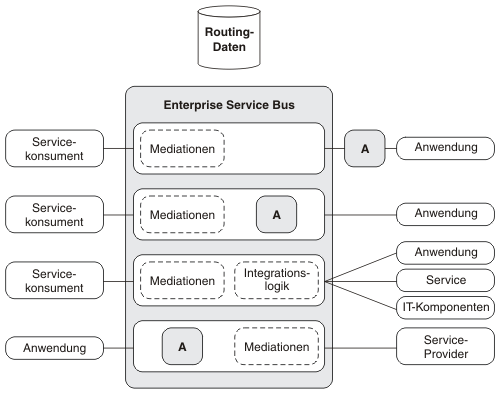 Routing-
Daten
Enterprise Service Bus
Service-
konsument
Mediationen
A
Anwendung
Service-
konsument
Mediationen
A
Anwendung
Service-
konsument
Mediationen
Integrations-
logik
Anwendung
Service
IT-Komponenten
Anwendung
A
Mediationen
Service-
Provider